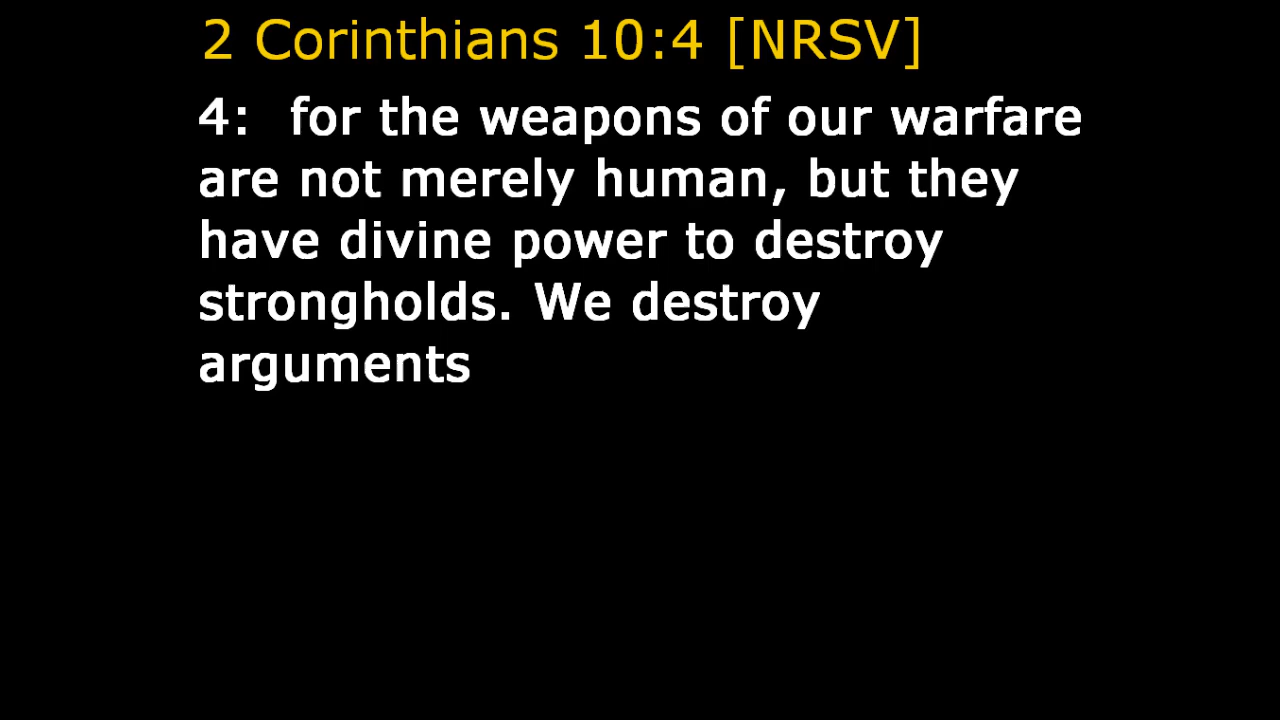 2 Corinthians 10:4 [NRSV]
4:  for the weapons of our warfare
are not merely human, but they
have divine power to destroy
strongholds. We destroy
arguments